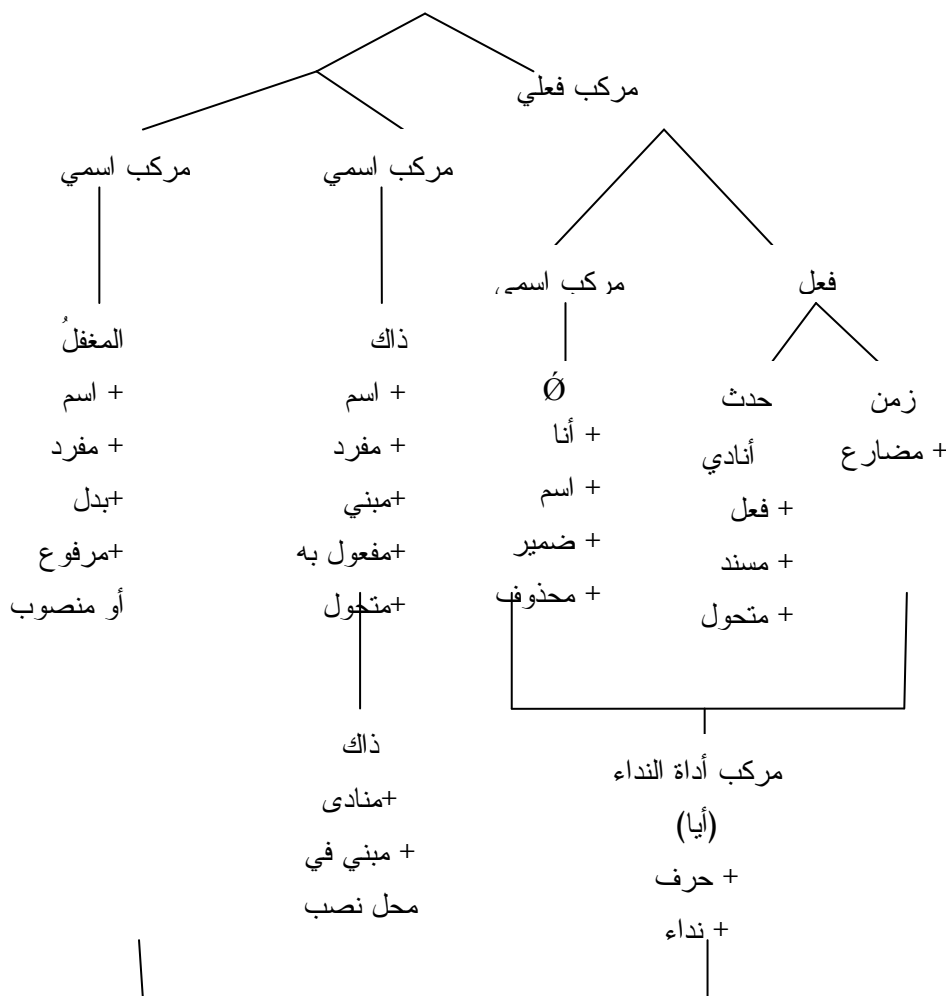 مركب فعلي
مركب اسمي
مركب اسمي
فعل
مركب اسمي
زمن
+ مضارع
حدث
أنادي
+ فعل
+ مسند
+ متحول
Ǿ
+ أنا
+ اسم
+ ضمير
+ محذوف
ذاك
+ اسم
+ مفرد
+مبني
+مفعول به
+متحول
المغفلُ
+ اسم
+ مفرد
+بدل
+مرفوع
أو منصوب
مركب أداة النداء
(أيا)
+ حرف
+ نداء
ذاك
+منادى
+ مبني في
محل نصب